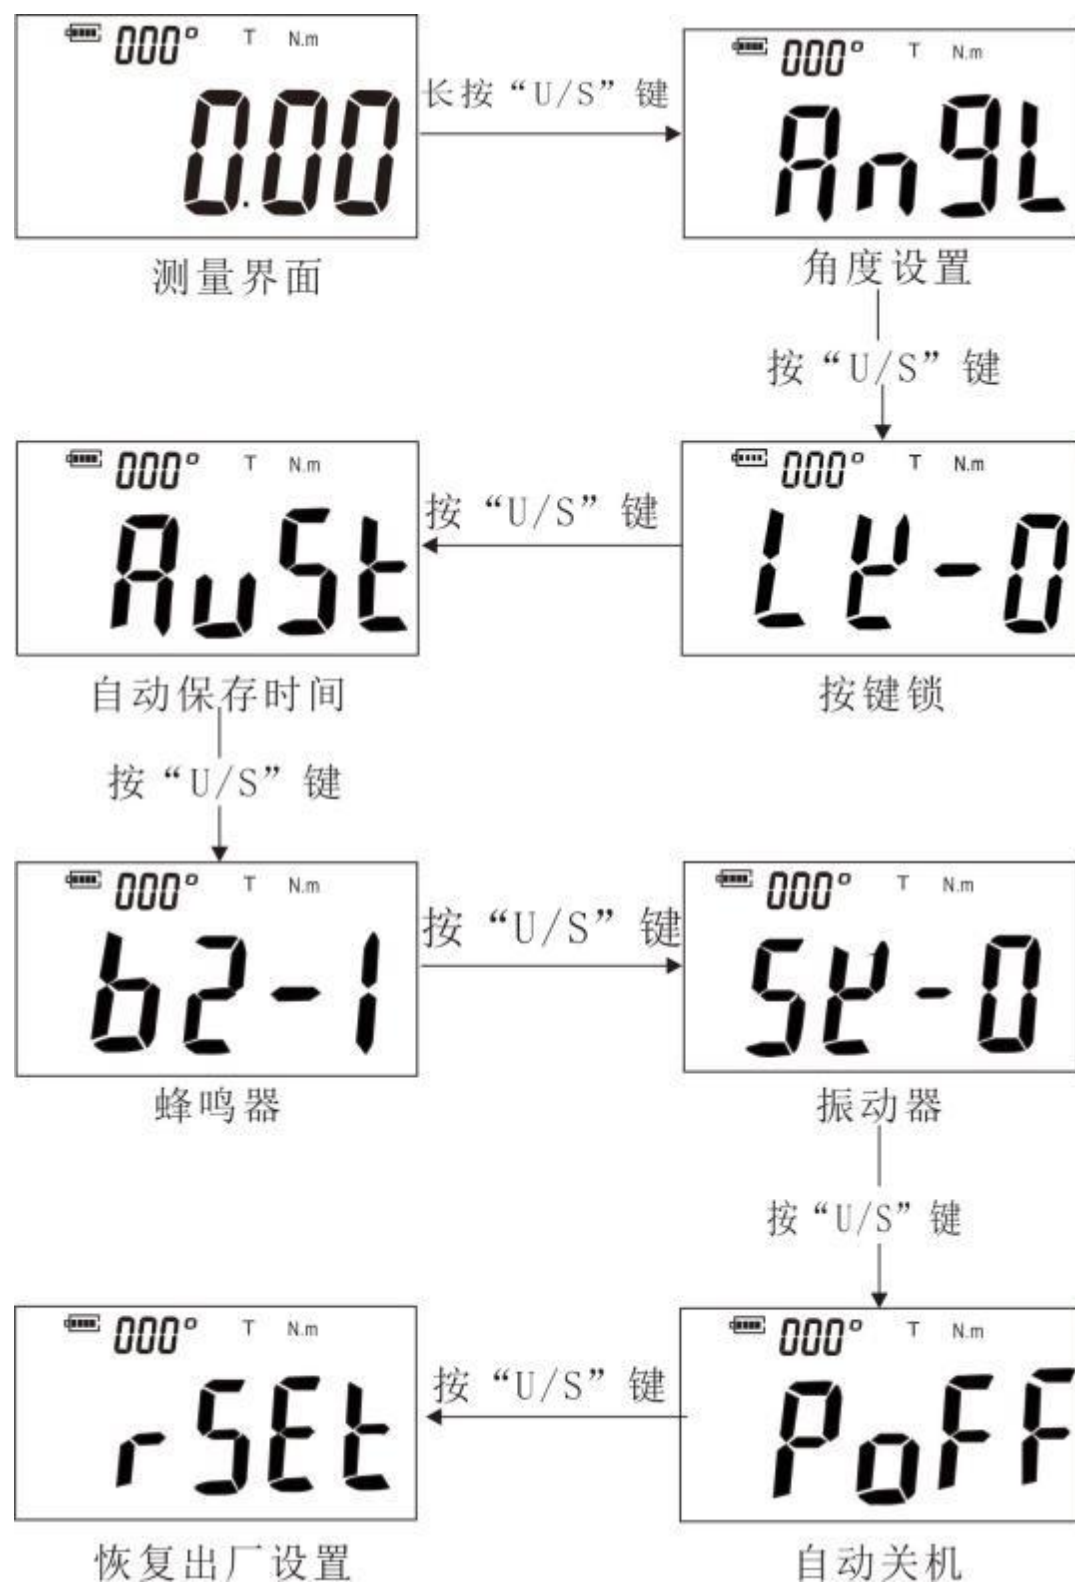 000° T N.m
0.00
测量界面
长按“U/S”键
000° T N.m
AngL
角度设置
按“U/S”键
000° T N.m
LK-0
按键锁
按“U/S”键
000° T N.m
AuSt
自动保存时间
按“U/S”键
000° T N.m
b2-1
蜂鸣器
按“U/S”键
000° T N.m
SK-0
振动器
按“U/S”键
000° T N.m
PoFF
自动关机
按“U/S”键
000° T N.m
rSEt
恢复出厂设置